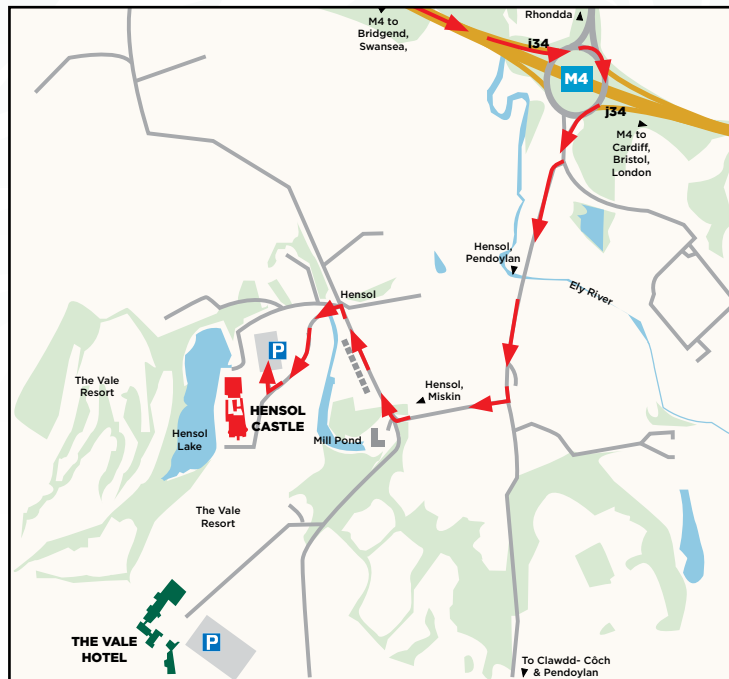 Rhondda
M4 to
Bridgend,
Swansea,
j34
M4
j34
M4 to
Cardiff,
Bristol,
London
Hensol,
Pendoylan
Ely River
Hensol
P
The Vale
Resort
Hensol,
Miskin
HENSOL
CASTLE
Hensol
Lake
Mill Pond
The Vale
Resort
THE VALE
HOTEL
P
To Clawdd- Côch
& Pendoylan